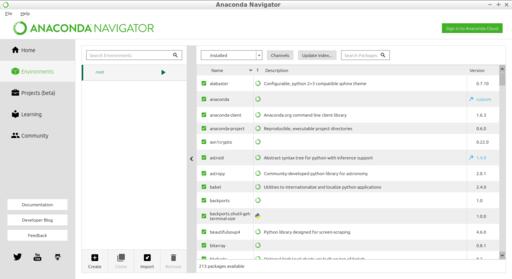 Anaconda Navigator
File Help
ANACONDA NAVIGATOR
Sign in to Anaconda Cloud
Home
Environments
Projects (beta)
Learning
Community
Documentation
Developer Blog
Feedback
Search Environments
root
Create
Clone
Import
Remove
Installed
Channels
Update index...
Search Packages
Name T Description Version
alabaster Configurable, python 2+3 compatible sphinx theme 0.7.10
anaconda custom
anaconda-client Anaconda.org command line client library 1.6.3
anaconda-project Reproducible, executable project directories 0.6.0
asn1crypto 0.22.0
astroid Abstract syntax tree for python with inference support 1.4.9
astropy Community-developed python library for astronomy 2.0.1
babel Utilities to internationalize and localize python applications 2.4.0
backports 1.0
backports.shutil-get-
terminal-size 1.0.0
beautifulsoup4 Python library designed for screen-scraping 4.6.0
bitarray 0.8.1
213 packages available